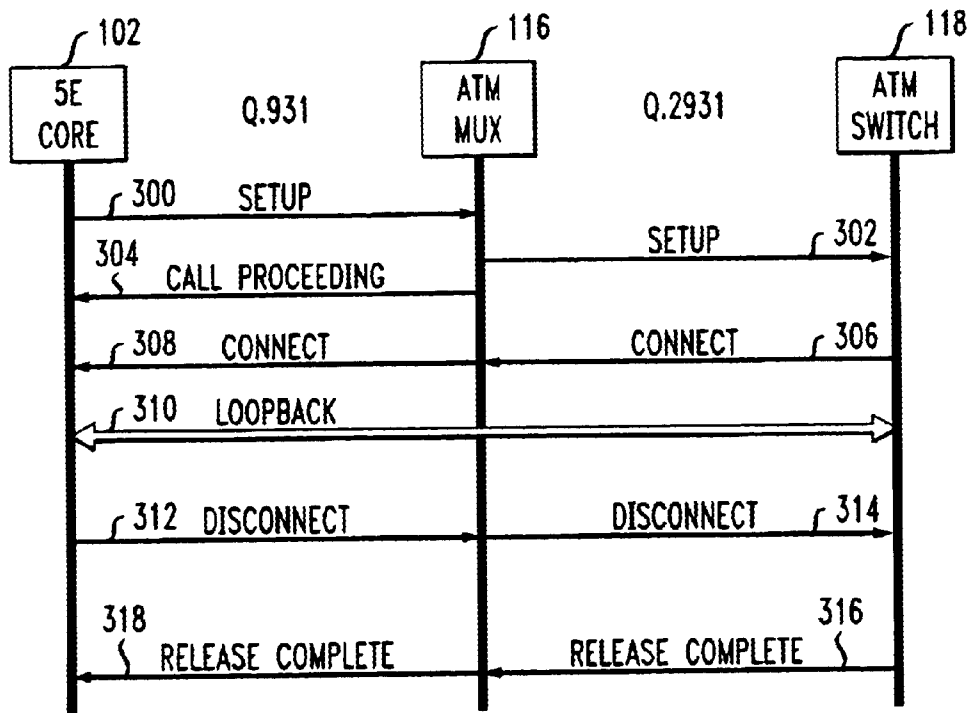 102
116
118
5E
CORE
Q.931
ATM
MUX
Q.2931
ATM
SWITCH
300 SETUP
SETUP 302
304
CALL PROCEEDING
308 CONNECT
CONNECT 306
310 LOOPBACK
312 DISCONNECT
DISCONNECT 314
318
RELEASE COMPLETE
316
RELEASE COMPLETE